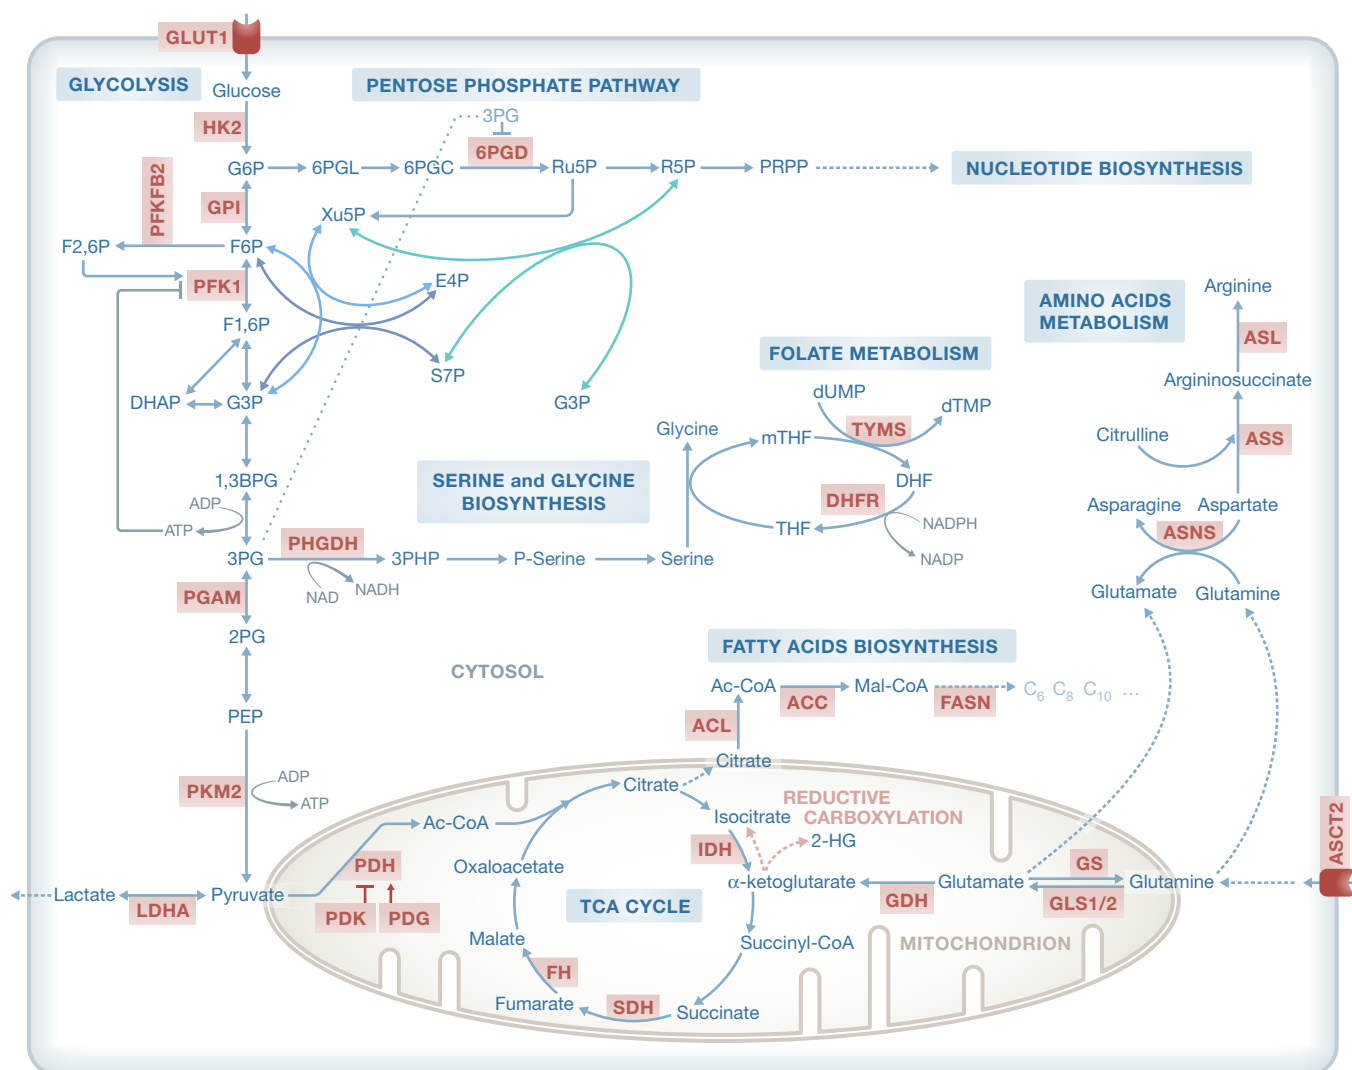 GLUT1
GLYCOLYSIS
Glucose
PENTOSE PHOSPHATE PATHWAY
3PG
HK2
6PGD
G6P
6PGL
6PGC
Ru5P
R5P
PRPP
NUCLEOTIDE BIOSYNTHESIS
PFKFB2
GPI
Xu5P
F2,6P
F6P
PFK1
E4P
F1,6P
S7P
DHAP
G3P
G3P
AMINO ACIDS
METABOLISM
Arginine
ASL
Argininosuccinate
Citrulline
ASS
Asparagine
Aspartate
ASNS
Glutamate
Glutamine
FOLATE METABOLISM
dUMP
dTMP
TYMS
mTHF
DHF
DHFR
THF
NADPH
NADP
Glycine
SERINE and GLYCINE
BIOSYNTHESIS
1,3BPG
ADP
ATP
3PG
PHGDH
3PHP
P-Serine
Serine
NAD
NADH
PGAM
2PG
CYTOSOL
PEP
FATTY ACIDS BIOSYNTHESIS
Ac-CoA
ACC
Mal-CoA
FASN
C6 C8 C10 ...
ACL
Citrate
PKM2
ADP
ATP
Citrate
REDUCTIVE
CARBOXYLATION
Isocitrate
2-HG
IDH
Ac-CoA
PDH
Oxaloacetate
ASCT2
Lactate
LDHA
Pyruvate
PDK
PDG
TCA CYCLE
α-ketoglutarate
GDH
Glutamate
GS
GLS1/2
Glutamine
MITOCHONDRION
Malate
Succinyl-CoA
FH
Fumarate
SDH
Succinate